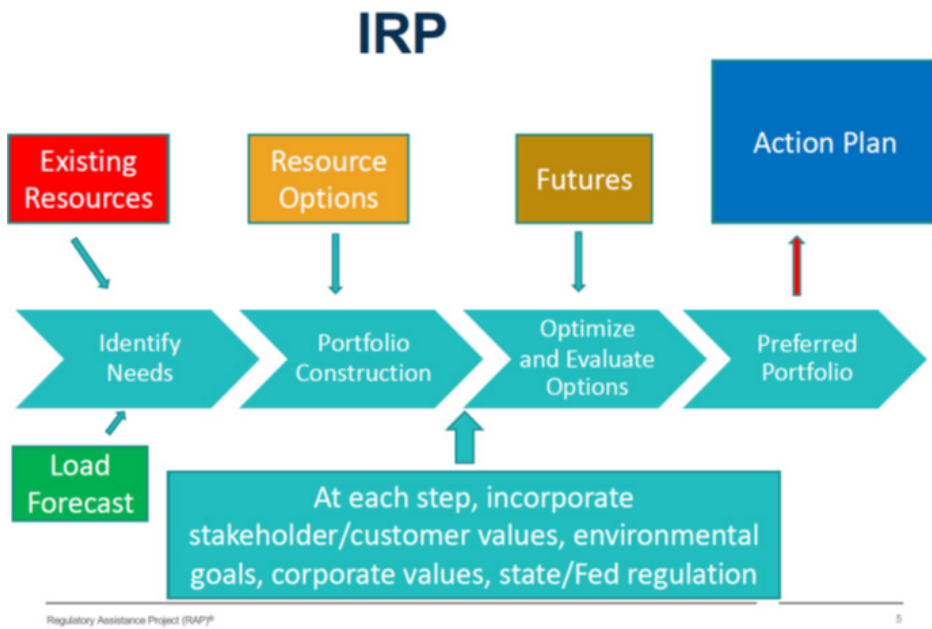 IRP
Existing
Resources
Resource
Options
Futures
Action Plan
Identify
Needs
Portfolio
Construction
Optimize
and Evaluate
Options
Preferred
Portfolio
Load
Forecast
At each step, incorporate
stakeholder/customer values, environmental
goals, corporate values, state/Fed regulation
Regulatory Assistance Project (RAP)®
5